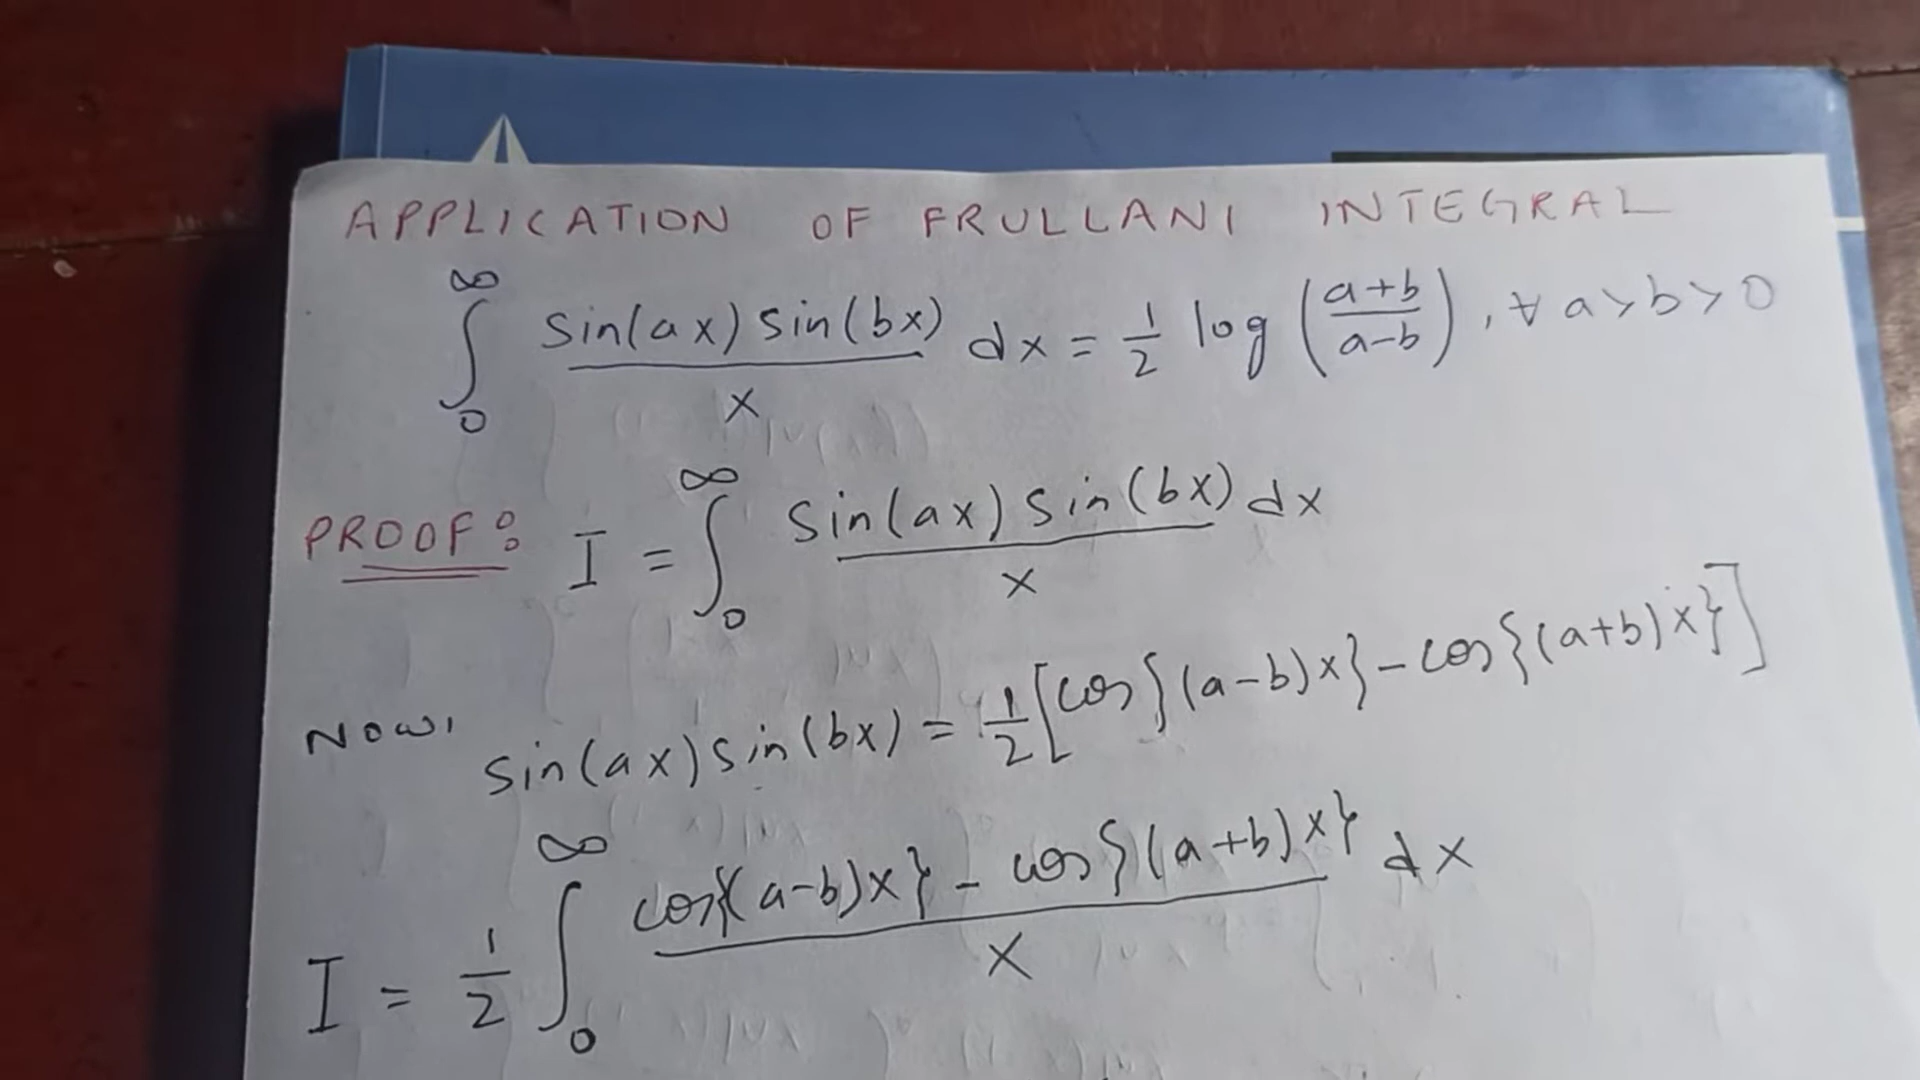 APPLICATION OF FRULLANI INTEGRAL
∫₀^∞ sin(ax) sin(bx) / x dx = 1/2 log ((a+b)/(a-b)), ∀ a > b > 0
PROOF: I = ∫₀^∞ sin(ax) sin(bx) / x dx
NOW, sin(ax) sin(bx) = 1/2 [cos{(a-b)x} - cos{(a+b)x}]
I = 1/2 ∫₀^∞ cos{(a-b)x} - cos{(a+b)x} / x dx